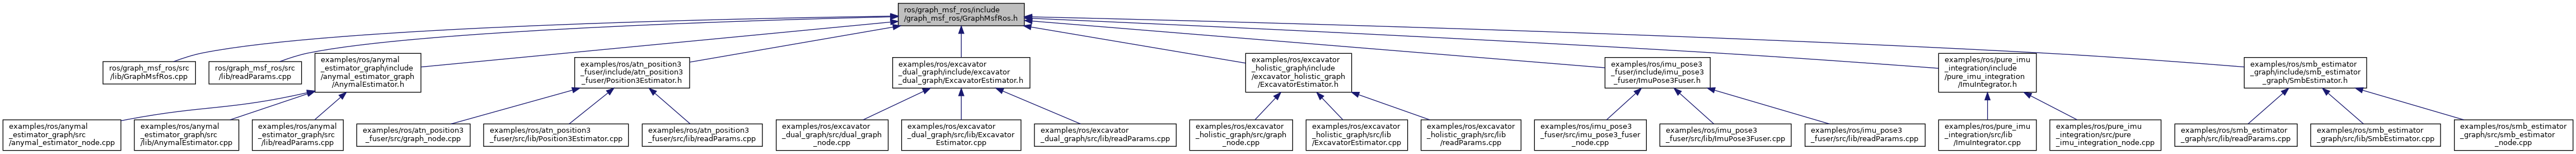 ros/graph_msf_ros/include
/graph_msf_ros/GraphMsfRos.h
ros/graph_msf_ros/src
/lib/GraphMsfRos.cpp
ros/graph_msf_ros/src
/lib/readParams.cpp
examples/ros/anymal
_estimator_graph/include
/anymal_estimator_graph
/AnymalEstimator.h
examples/ros/atn_position3
_fuser/include/atn_position3
_fuser/Position3Estimator.h
examples/ros/excavator
_dual_graph/include/excavator
_dual_graph/ExcavatorEstimator.h
examples/ros/excavator
_holistic_graph/include
/excavator_holistic_graph
/ExcavatorEstimator.h
examples/ros/imu_pose3
_fuser/include/imu_pose3
_fuser/ImuPose3Fuser.h
examples/ros/pure_imu
_integration/include
/pure_imu_integration
/ImuIntegrator.h
examples/ros/smb_estimator
_graph/include/smb_estimator
_graph/SmbEstimator.h
examples/ros/anymal
_estimator_graph/src
/anymal_estimator_node.cpp
examples/ros/anymal
_estimator_graph/src
/lib/AnymalEstimator.cpp
examples/ros/anymal
_estimator_graph/src
/lib/readParams.cpp
examples/ros/atn_position3
_fuser/src/graph_node.cpp
examples/ros/atn_position3
_fuser/src/lib/Position3Estimator.cpp
examples/ros/atn_position3
_fuser/src/lib/readParams.cpp
examples/ros/excavator
_dual_graph/src/dual_graph
_node.cpp
examples/ros/excavator
_dual_graph/src/lib/Excavator
Estimator.cpp
examples/ros/excavator
_dual_graph/src/lib/readParams.cpp
examples/ros/excavator
_holistic_graph/src/graph
_node.cpp
examples/ros/excavator
_holistic_graph/src/lib
/ExcavatorEstimator.cpp
examples/ros/excavator
_holistic_graph/src/lib
/readParams.cpp
examples/ros/imu_pose3
_fuser/src/imu_pose3_fuser
_node.cpp
examples/ros/imu_pose3
_fuser/src/lib/ImuPose3Fuser.cpp
examples/ros/imu_pose3
_fuser/src/lib/readParams.cpp
examples/ros/pure_imu
_integration/src/lib
/ImuIntegrator.cpp
examples/ros/pure_imu
_integration/src/pure
_imu_integration_node.cpp
examples/ros/smb_estimator
_graph/src/lib/readParams.cpp
examples/ros/smb_estimator
_graph/src/lib/SmbEstimator.cpp
examples/ros/smb_estimator
_graph/src/smb_estimator
_node.cpp